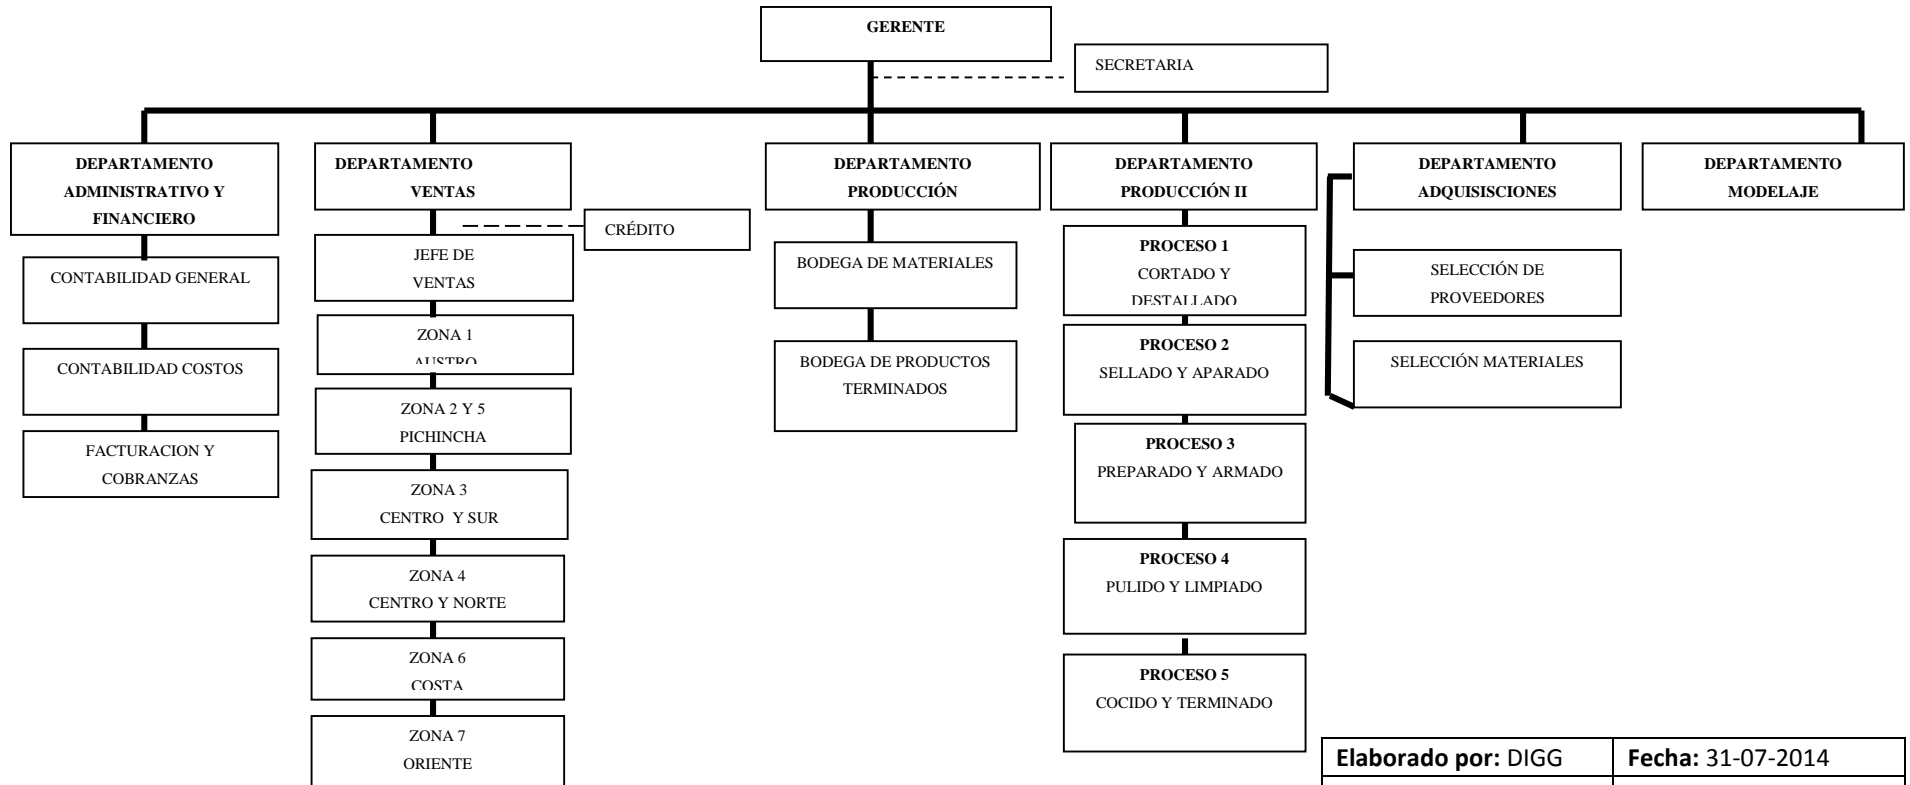 GERENTE
SECRETARIA
DEPARTAMENTO
ADMINISTRATIVO Y
FINANCIERO
CONTABILIDAD GENERAL
CONTABILIDAD COSTOS
FACTURACION Y
COBRANZAS
DEPARTAMENTO
VENTAS
CRÉDITO
JEFE DE
VENTAS
ZONA 1
AUSTRO
ZONA 2 Y 5
PICHINCHA
ZONA 3
CENTRO Y SUR
ZONA 4
CENTRO Y NORTE
ZONA 6
COSTA
ZONA 7
ORIENTE
DEPARTAMENTO
PRODUCCIÓN
BODEGA DE MATERIALES
BODEGA DE PRODUCTOS
TERMINADOS
DEPARTAMENTO
PRODUCCIÓN II
PROCESO 1
CORTADO Y
DESTALLADO
PROCESO 2
SELLADO Y APARADO
PROCESO 3
PREPARADO Y ARMADO
PROCESO 4
PULIDO Y LIMPIADO
PROCESO 5
COCIDO Y TERMINADO
DEPARTAMENTO
ADQUISISCIONES
SELECCIÓN DE
PROVEEDORES
SELECCIÓN MATERIALES
DEPARTAMENTO
MODELAJE
Elaborado por: DIGG
Fecha: 31-07-2014